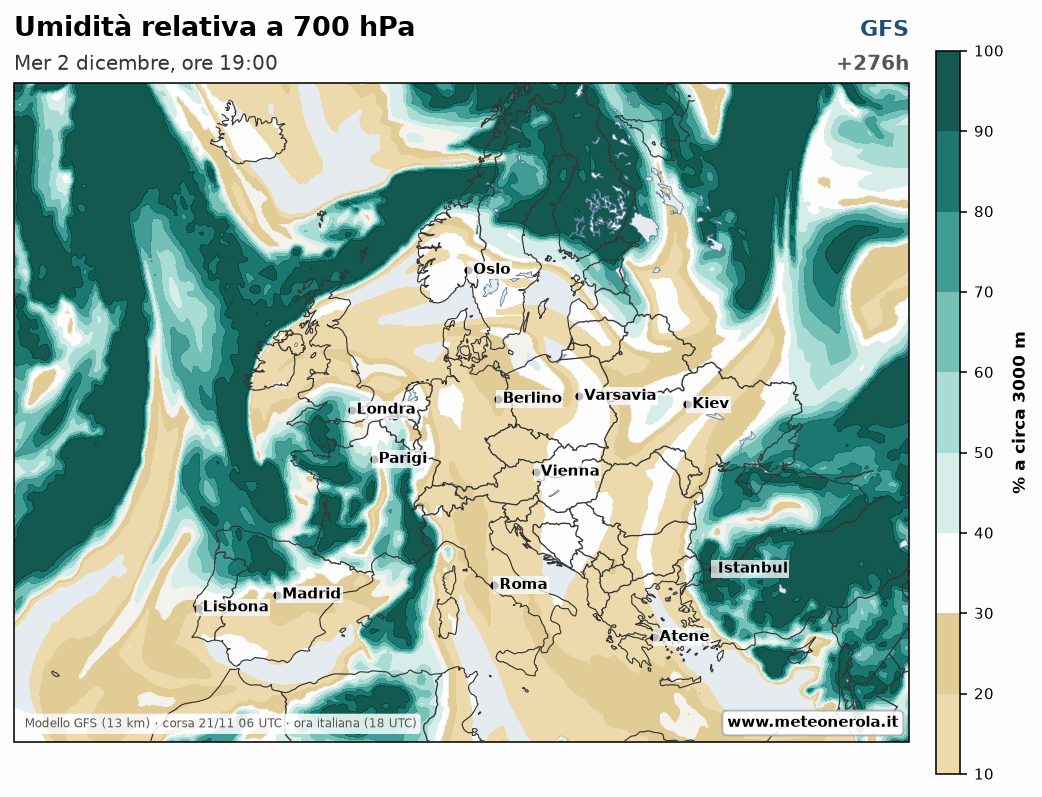 Umidità relativa a 700 hPa
GFS
Mer 2 dicembre, ore 19:00
+276h
100
90
80
70
60
50
40
30
20
10
% a circa 3000 m
Oslo
Berlino
Varsavia
Kiev
Londra
Parigi
Vienna
Istanbul
Roma
Madrid
Lisbona
Atene
Modello GFS (13 km) · corsa 21/11 06 UTC · ora italiana (18 UTC)
www.meteonerola.it